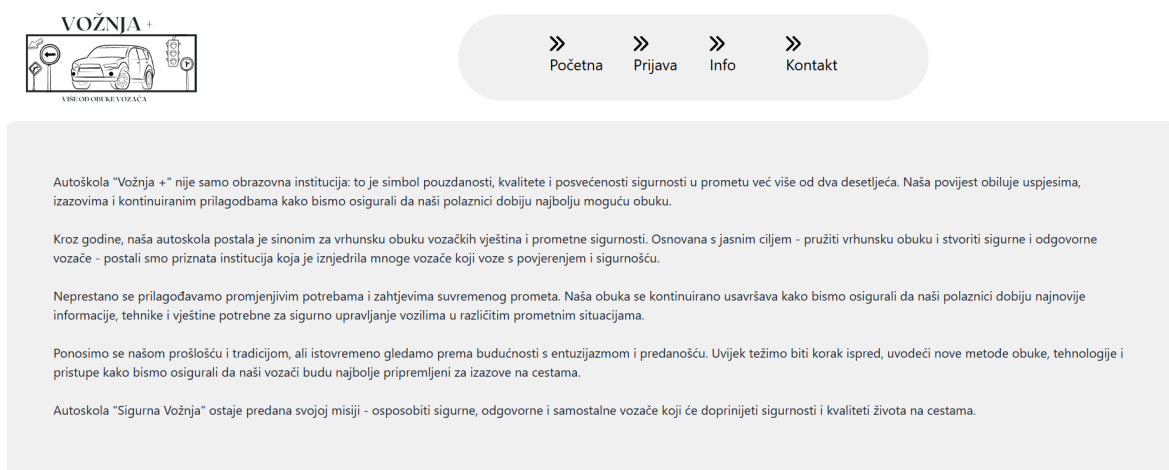 VOŽNJA +
VIŠE OD OBUKE VOZAČA
Početna
Prijava
Info
Kontakt
Autoškola "Vožnja +" nije samo obrazovna institucija: to je simbol pouzdanosti, kvalitete i posvećenosti sigurnosti u prometu već više od dva desetljeća. Naša povijest obiluje uspjesima,
izazovima i kontinuiranim prilagodbama kako bismo osigurali da naši polaznici dobiju najbolju moguću obuku.
Kroz godine, naša autoskola postala je sinonim za vrhunsku obuku vozačkih vještina i prometne sigurnosti. Osnovana s jasnim ciljem - pružiti vrhunsku obuku i stvoriti sigurne i odgovorne
vozače - postali smo priznata institucija koja je iznjedrila mnoge vozače koji voze s povjerenjem i sigurnošću.
Neprestano se prilagođavamo promjenjivim potrebama i zahtjevima suvremenog prometa. Naša obuka se kontinuirano usavršava kako bismo osigurali da naši polaznici dobiju najnovije
informacije, tehnike i vještine potrebne za sigurno upravljanje vozilima u različitim prometnim situacijama.
Ponosimo se našom prošlošću i tradicijom, ali istovremeno gledamo prema budućnosti s entuzijazmom i predanošću. Uvijek težimo biti korak ispred, uvodeći nove metode obuke, tehnologije i
pristupe kako bismo osigurali da naši vozači budu najbolje pripremljeni za izazove na cestama.
Autoskola "Sigurna Vožnja" ostaje predana svojoj misiji - osposobiti sigurne, odgovorne i samostalne vozače koji će doprinijeti sigurnosti i kvaliteti života na cestama.